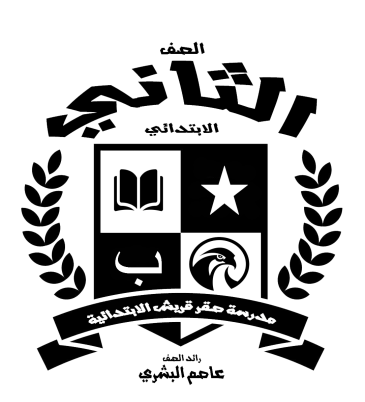 الصف
الثاني
الابتدائي
ب
مدرسة صقر قريش الابتدائية
رائد الصف
عاصم البشري